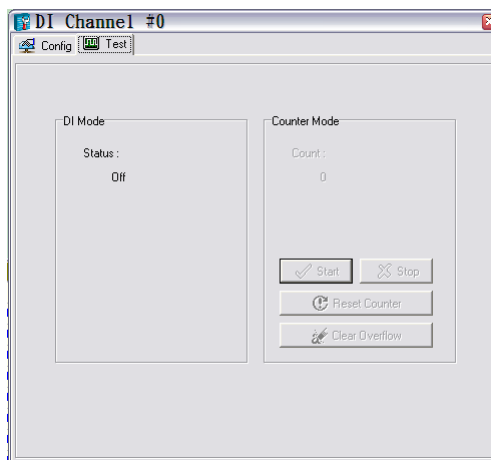 DI Channel #0
Config Test
DI Mode
Status :
Off
Counter Mode
Count :
0
Start Stop
Reset Counter
Clear Overflow